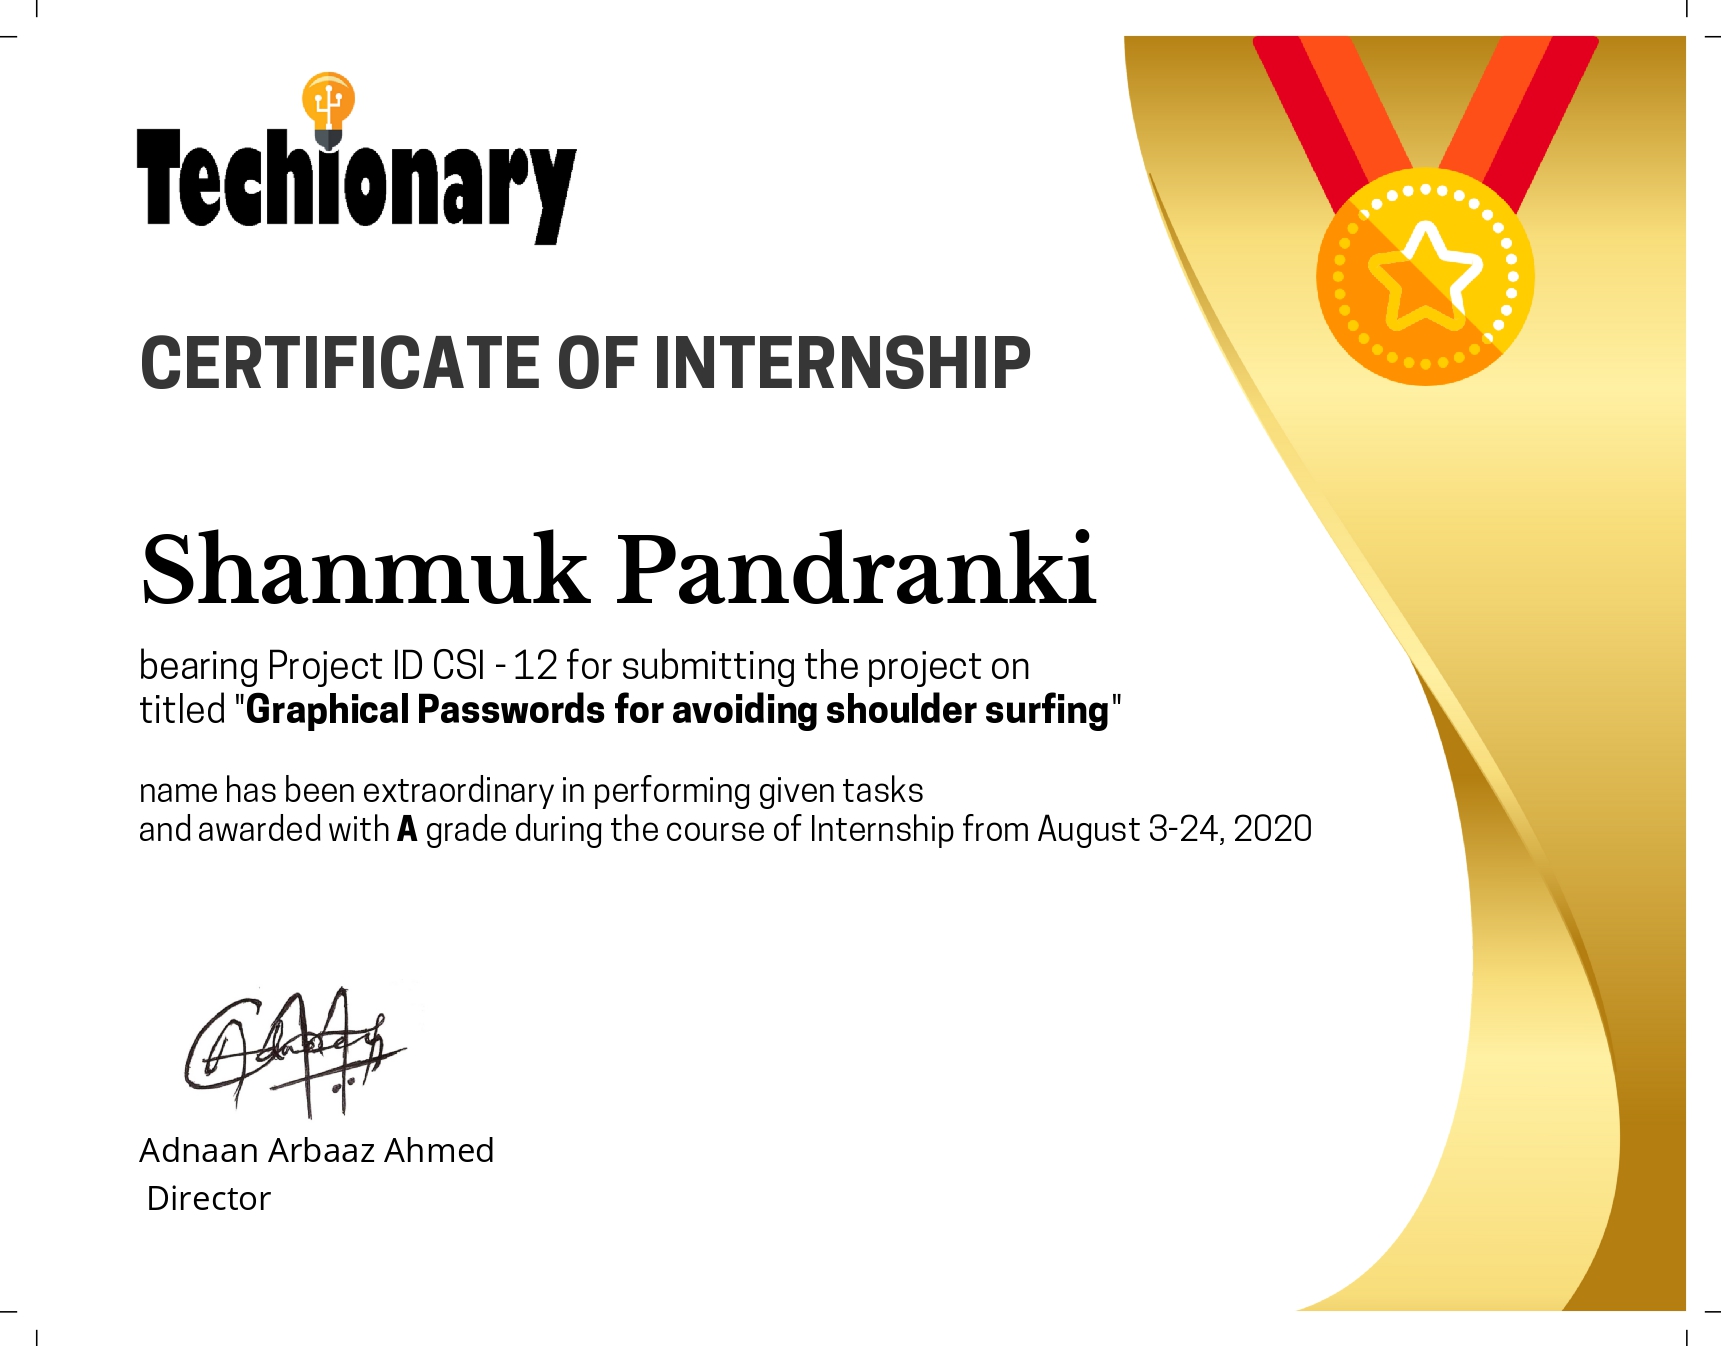 Techionary
CERTIFICATE OF INTERNSHIP
Shanmuk Pandranki
bearing Project ID CSI - 12 for submitting the project on
titled "Graphical Passwords for avoiding shoulder surfing"
name has been extraordinary in performing given tasks
and awarded with A grade during the course of Internship from August 3-24, 2020
Adnaan Arbaaz Ahmed
Director